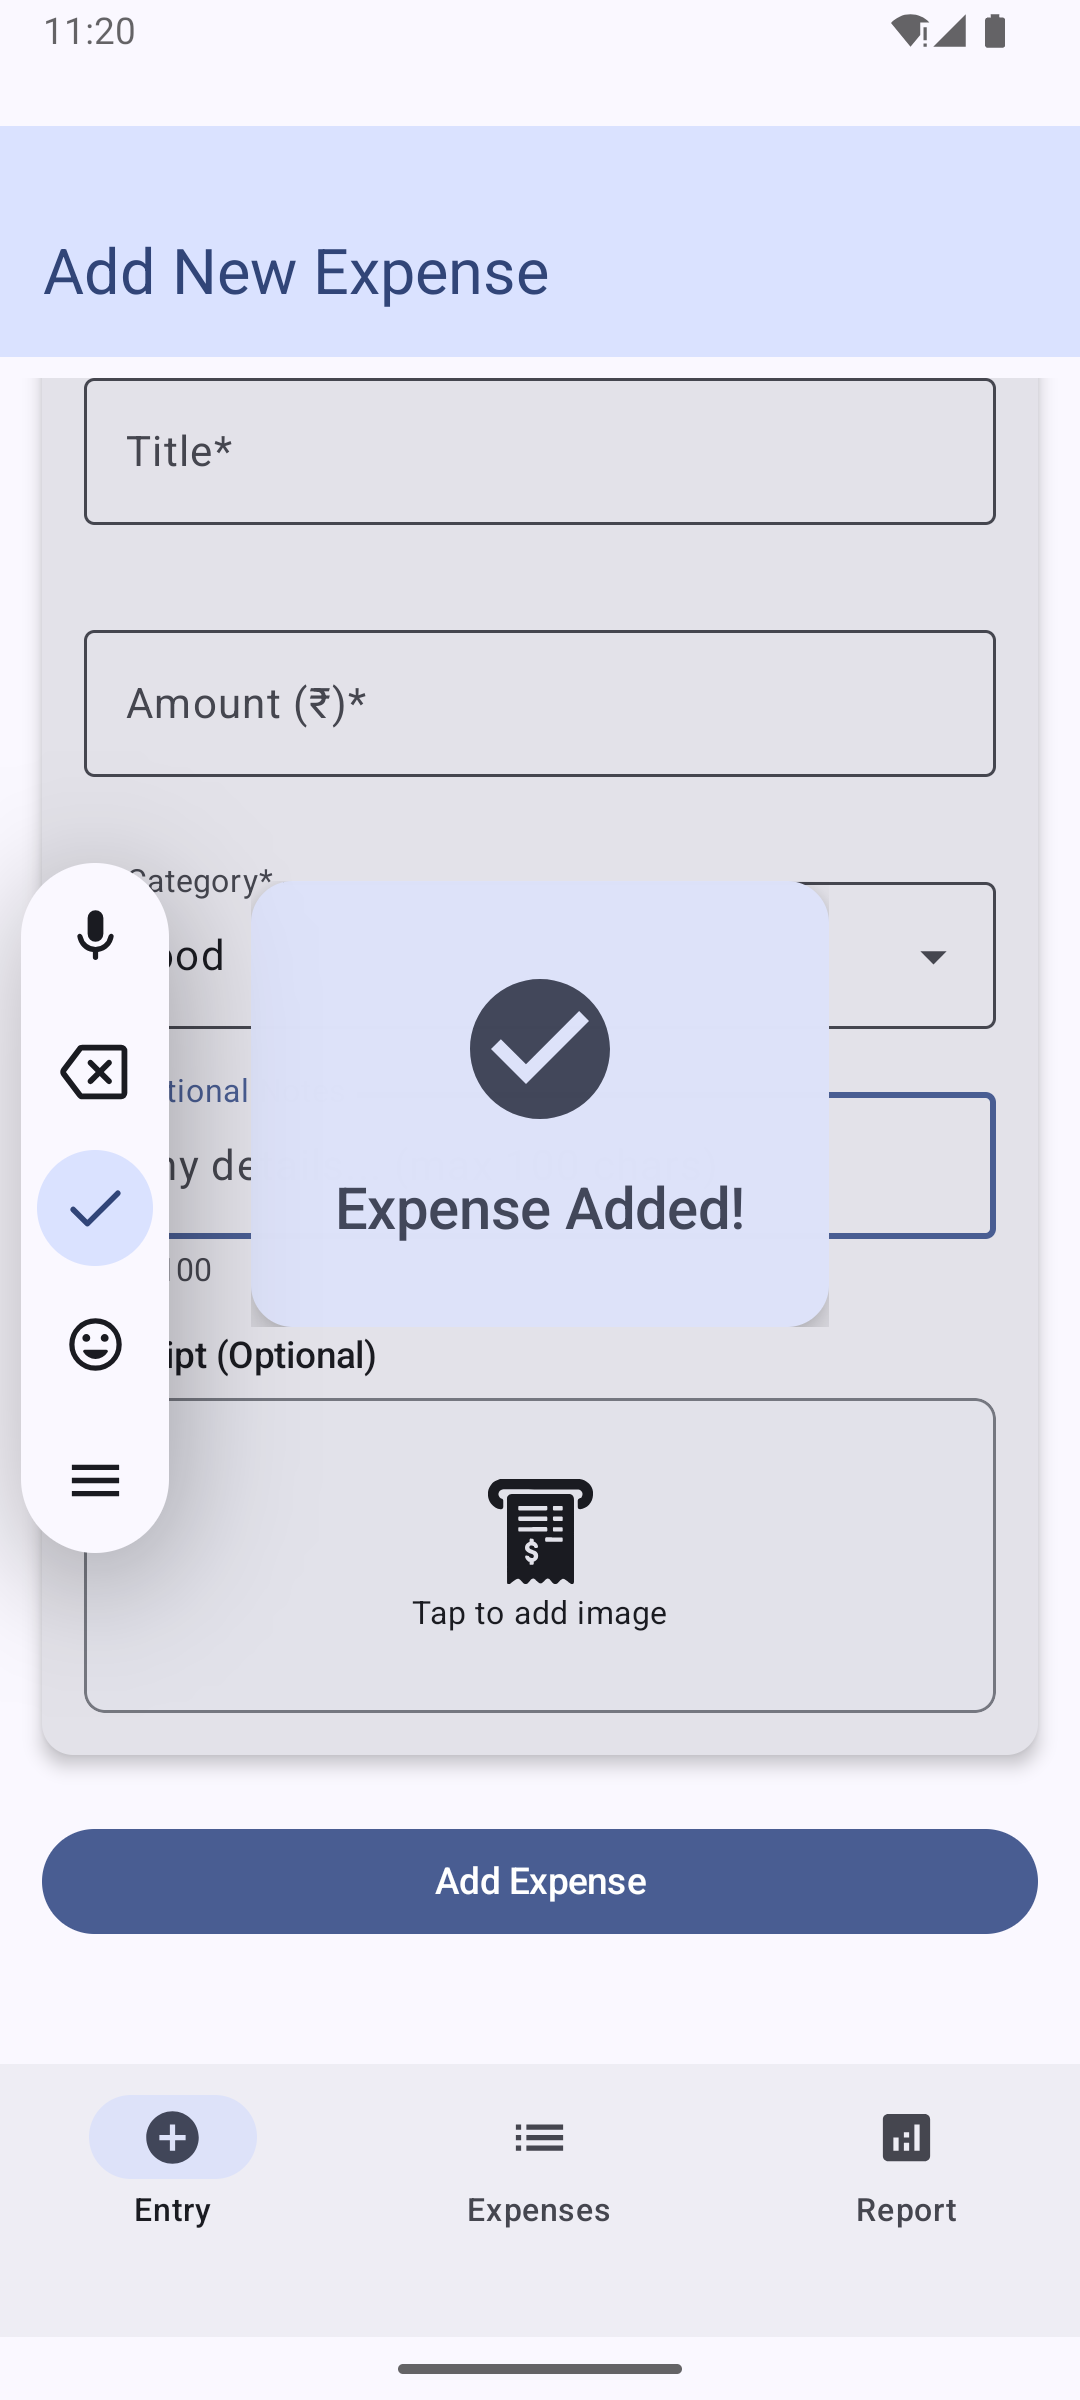 11:20
Add New Expense
Title*
Amount (₹)*
Category*
ood
tional
ny de
Expense Added!
100
ipt (Optional)
$
Tap to add image
Add Expense
Entry
Expenses
Report